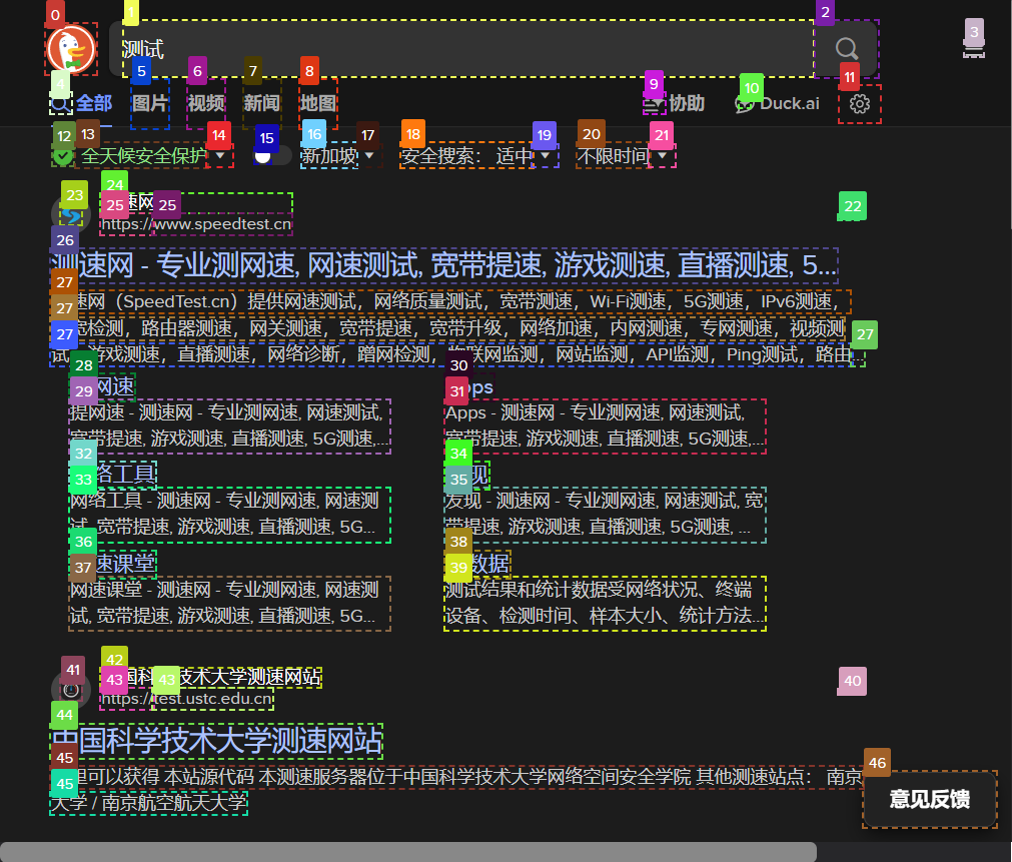 0
1
2
3
测试
4
5
6
7
8
9
10
11
全部
图片
视频
新闻
地图
协助
Duck.ai
12
13
14
15
16
17
18
19
20
21
全天候安全保护
新加坡
安全搜索： 适中
不限时间
22
23
24
速网
25
25
https://www.speedtest.cn
26
测速网 - 专业测网速, 网速测试, 宽带提速, 游戏测速, 直播测速, 5...
27
速网（SpeedTest.cn）提供网速测试，网络质量测试，宽带测速，Wi-Fi测速，5G测速，IPv6测速，
27
宽检测，路由器测速，网关测速，宽带提速，宽带升级，网络加速，内网测速，专网测速，视频测
27
27
试，游戏测速，直播测速，网络诊断，蹭网检测，物联网监测，网站监测，API监测，Ping测试，路由...
28
网速
29
提网速 - 测速网 - 专业测网速, 网速测试,
宽带提速, 游戏测速, 直播测速, 5G测速,...
30
Apps
31
Apps - 测速网 - 专业测网速, 网速测试,
宽带提速, 游戏测速, 直播测速, 5G测速,...
32
络工具
33
网络工具 - 测速网 - 专业测网速, 网速测
试, 宽带提速, 游戏测速, 直播测速, 5G...
34
现
35
发现 - 测速网 - 专业测网速, 网速测试, 宽
带提速, 游戏测速, 直播测速, 5G测速, ...
36
速课堂
37
网速课堂 - 测速网 - 专业测网速, 网速测
试, 宽带提速, 游戏测速, 直播测速, 5G...
38
数据
39
测试结果和统计数据受网络状况、终端
设备、检测时间、样本大小、统计方法...
40
41
42
国科学技术大学测速网站
43
43
https://test.ustc.edu.cn
44
中国科学技术大学测速网站
45
里可以获得 本站源代码 本测速服务器位于中国科学技术大学网络空间安全学院 其他测速站点： 南京
45
大学 / 南京航空航天大学
46
意见反馈